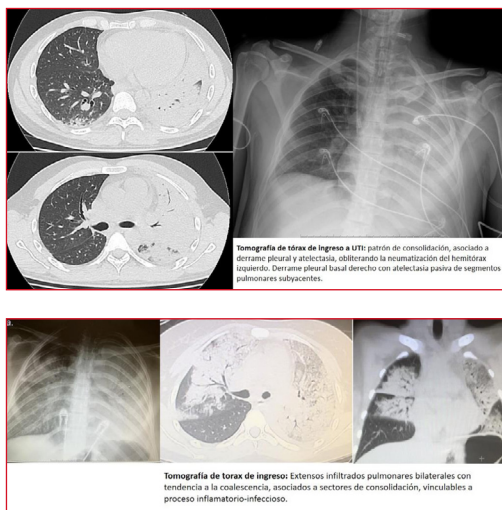 Tomografía de tórax de ingreso a UTI: patrón de consolidación, asociado a
derrame pleural y atelectasia, obliterando la neumatización del hemitórax
izquierdo. Derrame pleural basal derecho con atelectasia pasiva de segmentos
pulmonares subyacentes.
a.
Tomografía de torax de ingreso: Extensos infiltrados pulmonares bilaterales con
tendencia a la coalescencia, asociados a sectores de consolidación, vinculables a
proceso inflamatorio-infeccioso.